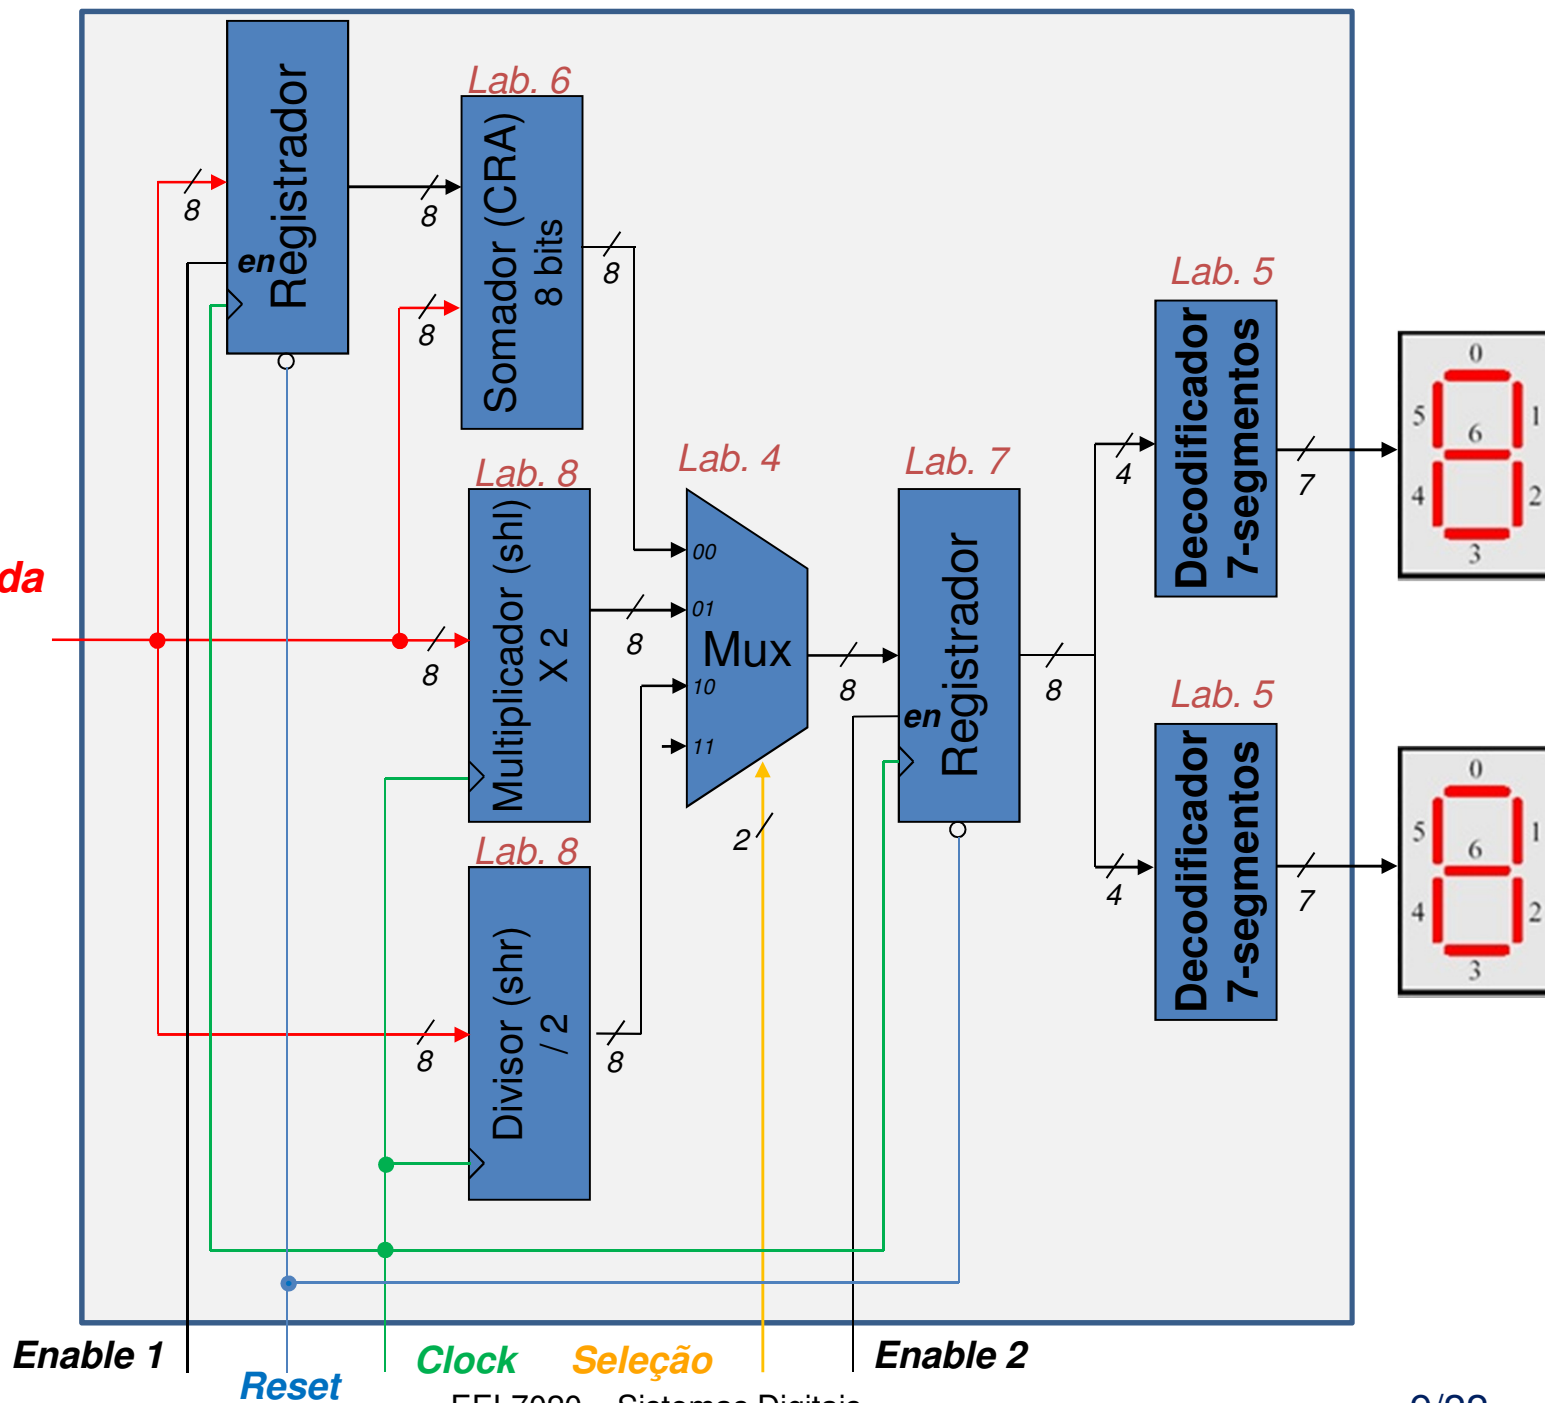 Registrador
en
8
8
8
Lab. 6
Somador (CRA)
8 bits
8
Lab. 8
Multiplicador (shl)
X 2
8
8
Lab. 8
Divisor (shr)
/ 2
8
8
Lab. 4
00
01
Mux
10
11
2
8
Lab. 7
Registrador
en
8
Lab. 5
Decodificador
7-segmentos
4
7
0
5
1
6
4
2
3
Lab. 5
Decodificador
7-segmentos
4
7
0
5
1
6
4
2
3
da
Enable 1
Reset
Clock
Seleção
Enable 2
Sistemas Digitais